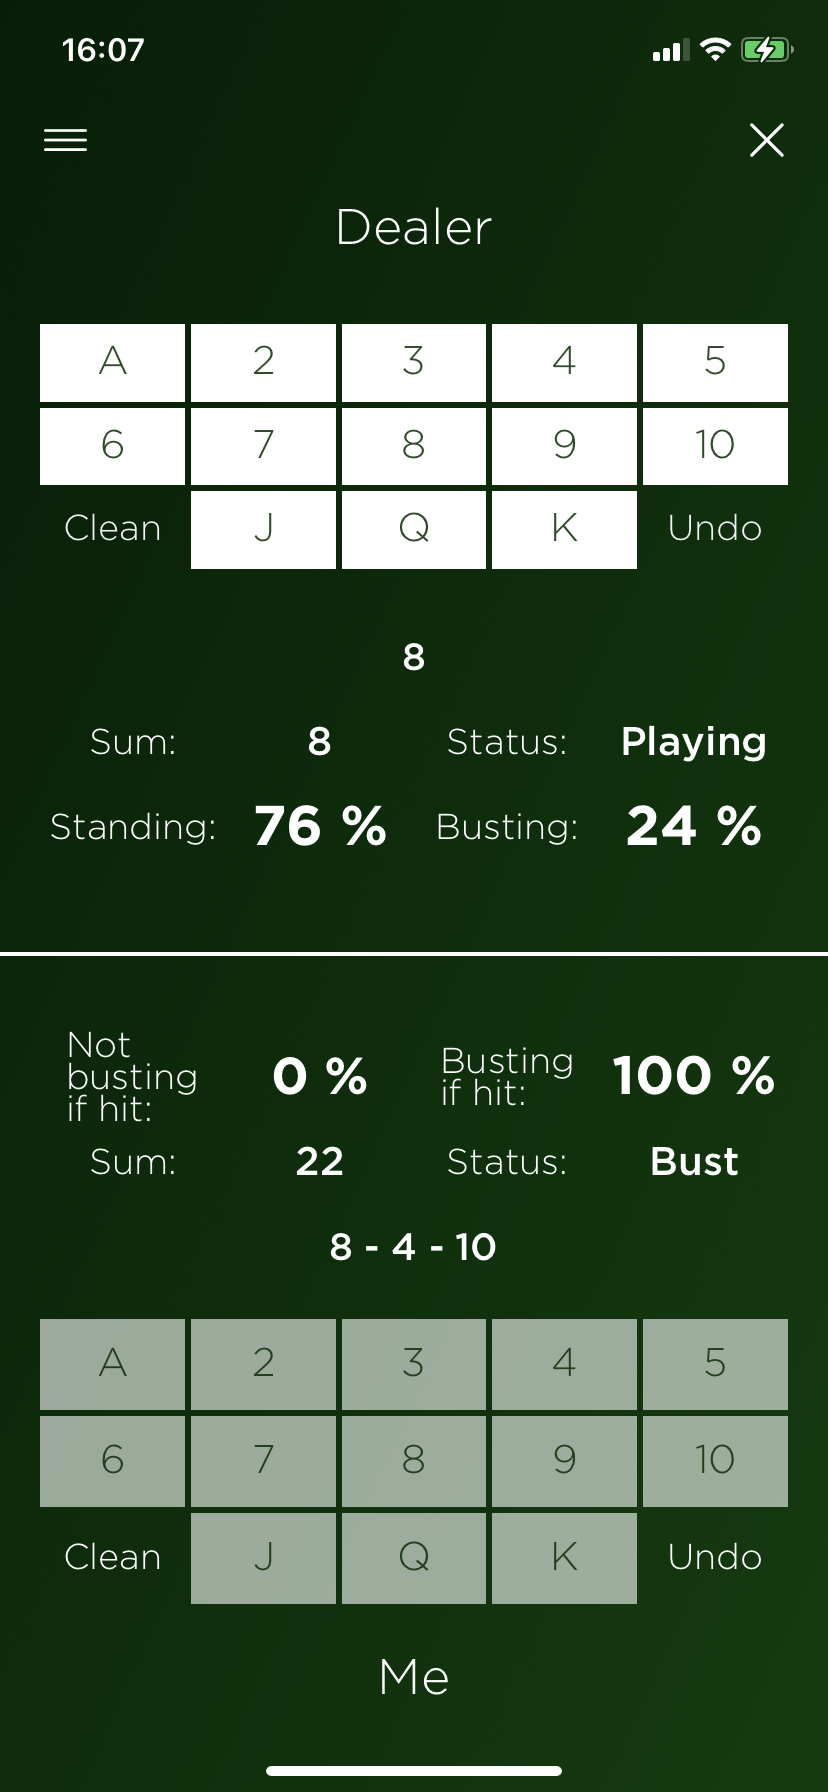 16:07
Dealer
A 2 3 4 5
6 7 8 9 10
Clean J Q K Undo
8
Sum: 8 Status: Playing
Standing: 76 % Busting: 24 %
Not
busting
if hit:
0 %
Busting
if hit:
100 %
Sum: 22 Status: Bust
8 - 4 - 10
A 2 3 4 5
6 7 8 9 10
Clean J Q K Undo
Me